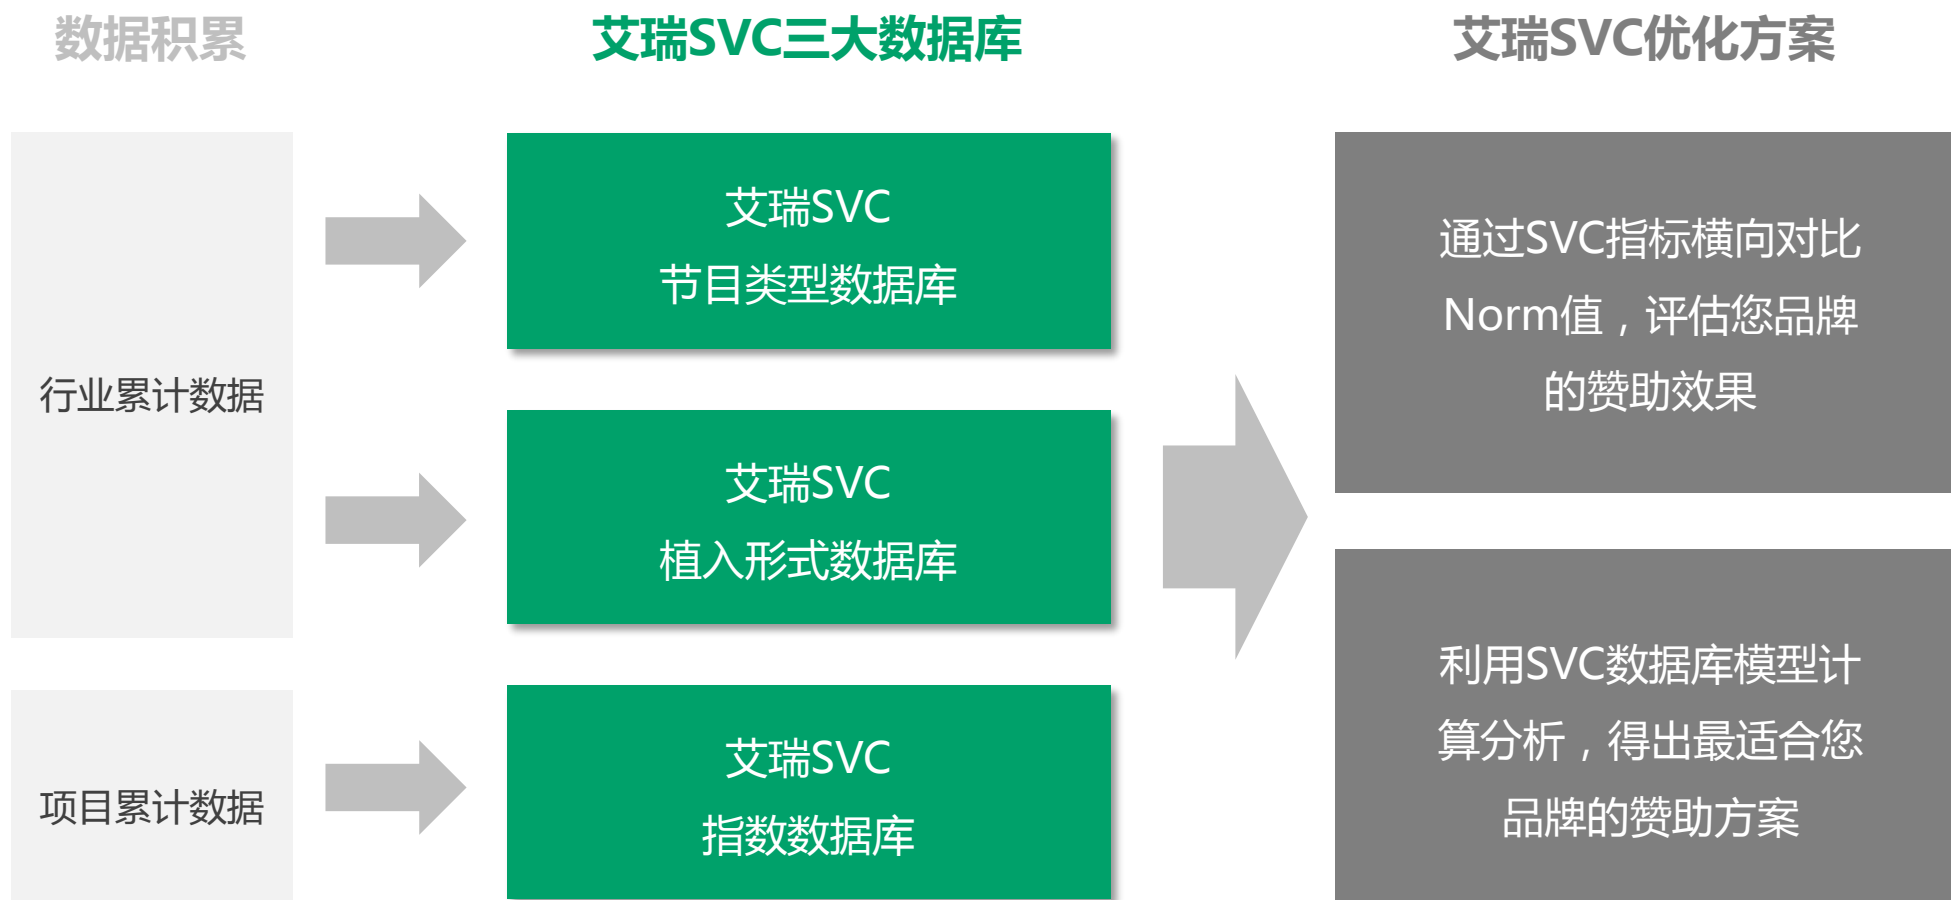 数据积累
艾瑞SVC三大数据库
艾瑞SVC优化方案
行业累计数据
项目累计数据
艾瑞SVC
节目类型数据库
艾瑞SVC
植入形式数据库
艾瑞SVC
指数数据库
通过SVC指标横向对比
Norm值，评估您品牌
的赞助效果
利用SVC数据库模型计
算分析，得出最适合您
品牌的赞助方案